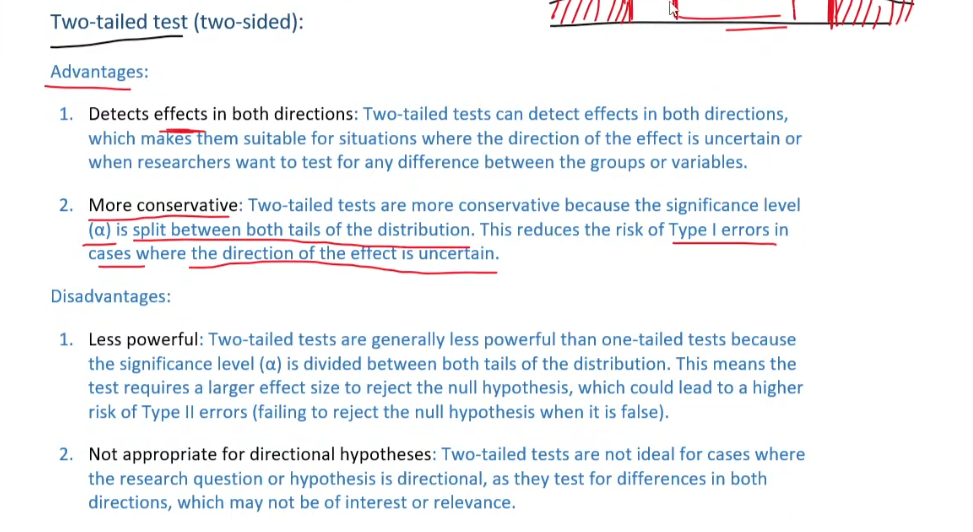 Two-tailed test (two-sided):
Advantages:
1. Detects effects in both directions: Two-tailed tests can detect effects in both directions,
which makes them suitable for situations where the direction of the effect is uncertain or
when researchers want to test for any difference between the groups or variables.
2. More conservative: Two-tailed tests are more conservative because the significance level
(α) is split between both tails of the distribution. This reduces the risk of Type I errors in
cases where the direction of the effect is uncertain.
Disadvantages:
1. Less powerful: Two-tailed tests are generally less powerful than one-tailed tests because
the significance level (α) is divided between both tails of the distribution. This means the
test requires a larger effect size to reject the null hypothesis, which could lead to a higher
risk of Type II errors (failing to reject the null hypothesis when it is false).
2. Not appropriate for directional hypotheses: Two-tailed tests are not ideal for cases where
the research question or hypothesis is directional, as they test for differences in both
directions, which may not be of interest or relevance.